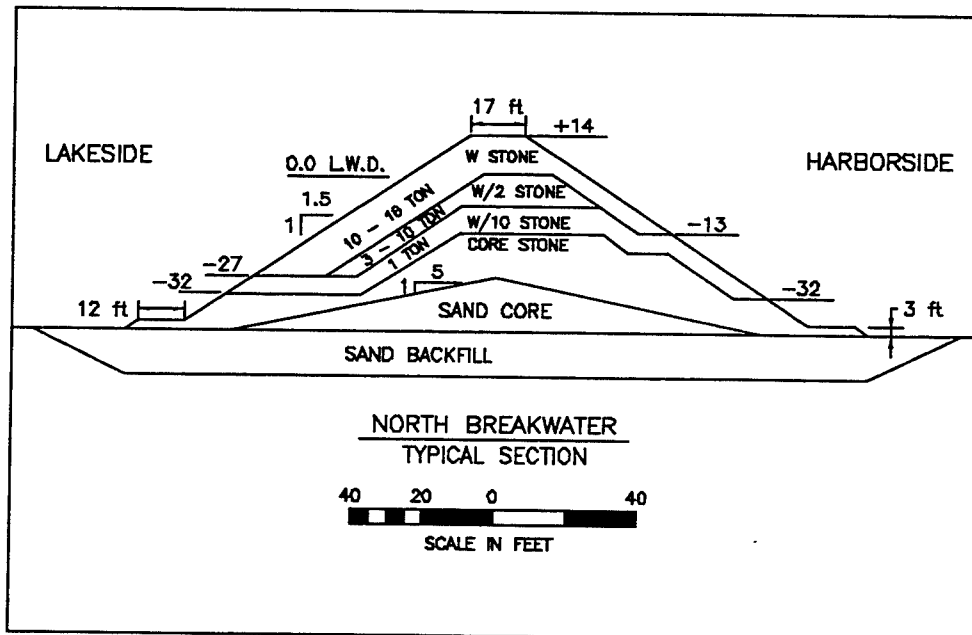 17 ft
+14
LAKESIDE
HARBORSIDE
0.0 L.W.D.
W STONE
1.5
1
10 - 18 TON
W/2 STONE
3 - 10 TON
W/10 STONE
1 TON
CORE STONE
-13
-27
-32
5
1
-32
12 ft
SAND CORE
3 ft
SAND BACKFILL
NORTH BREAKWATER
TYPICAL SECTION
40 20 0 40
SCALE IN FEET